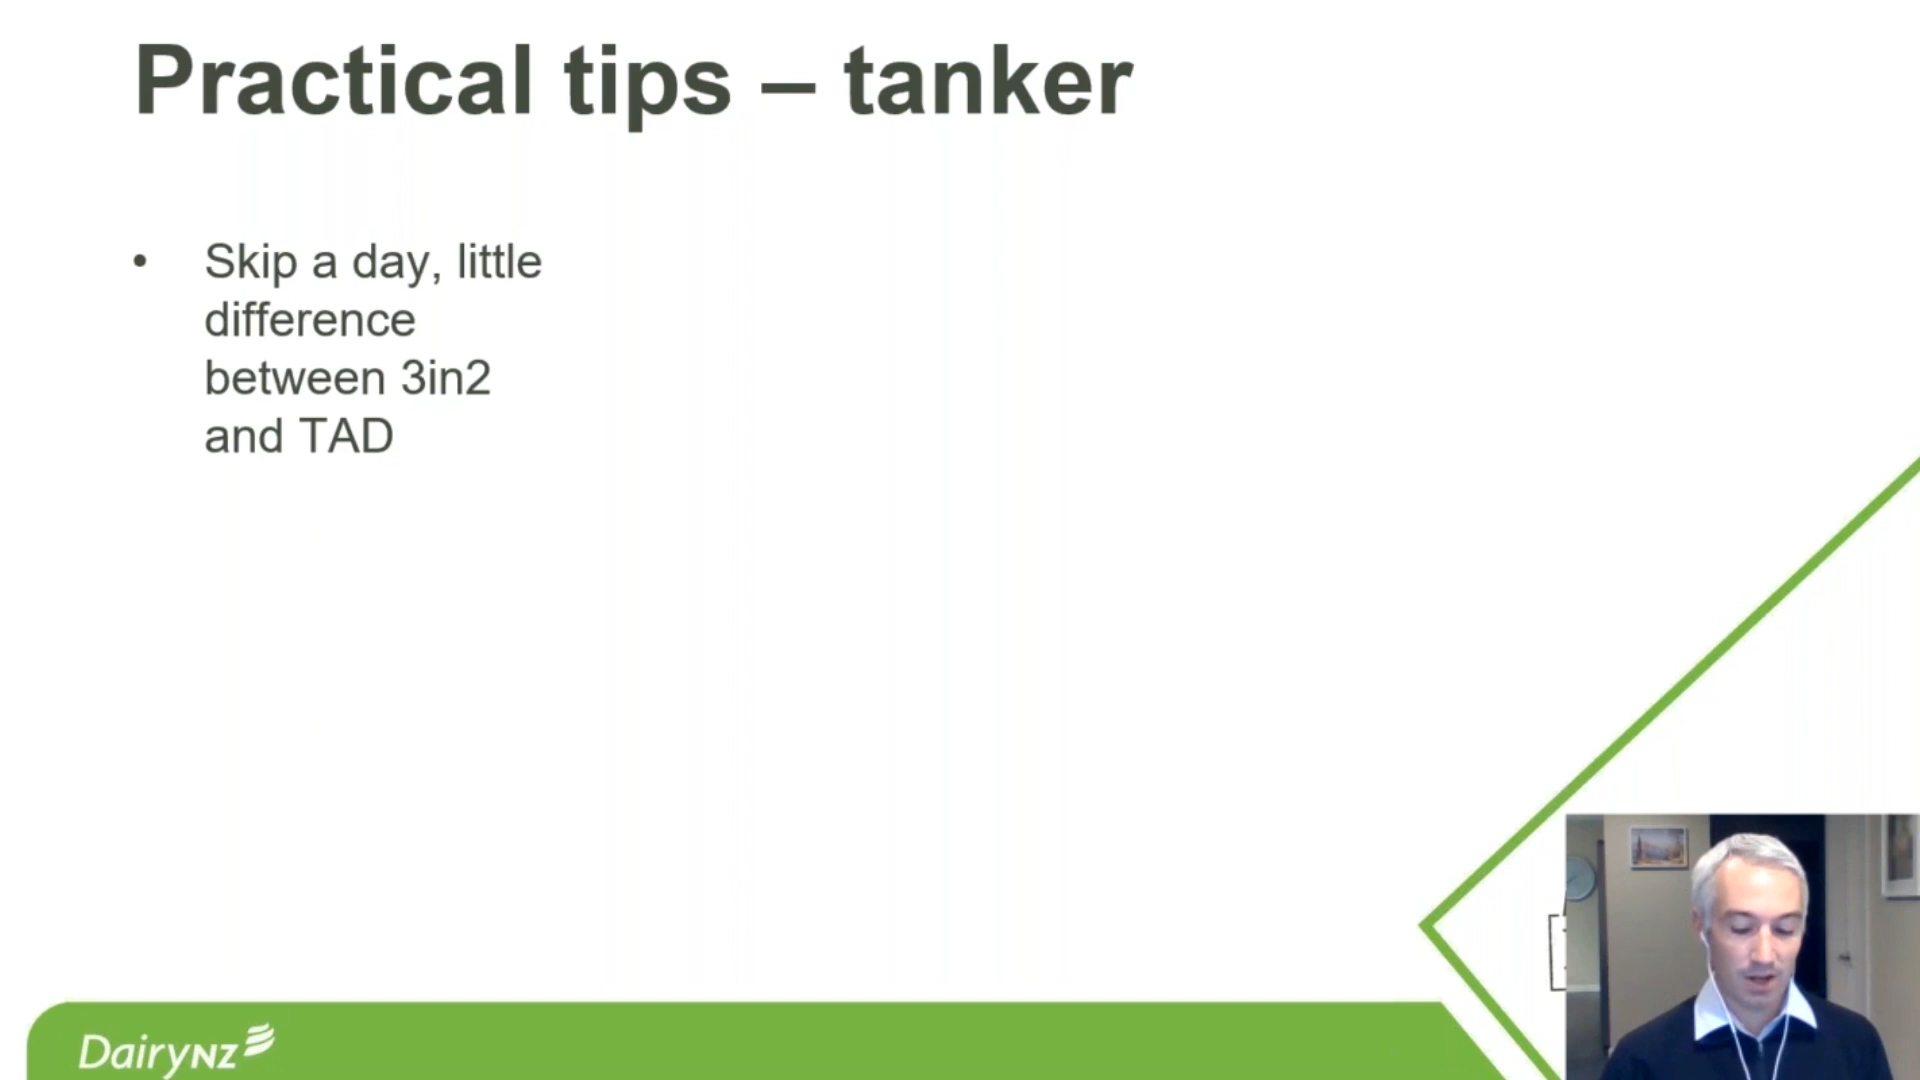 Practical tips – tanker
• Skip a day, little
difference
between 3in2
and TAD
DairyNZ